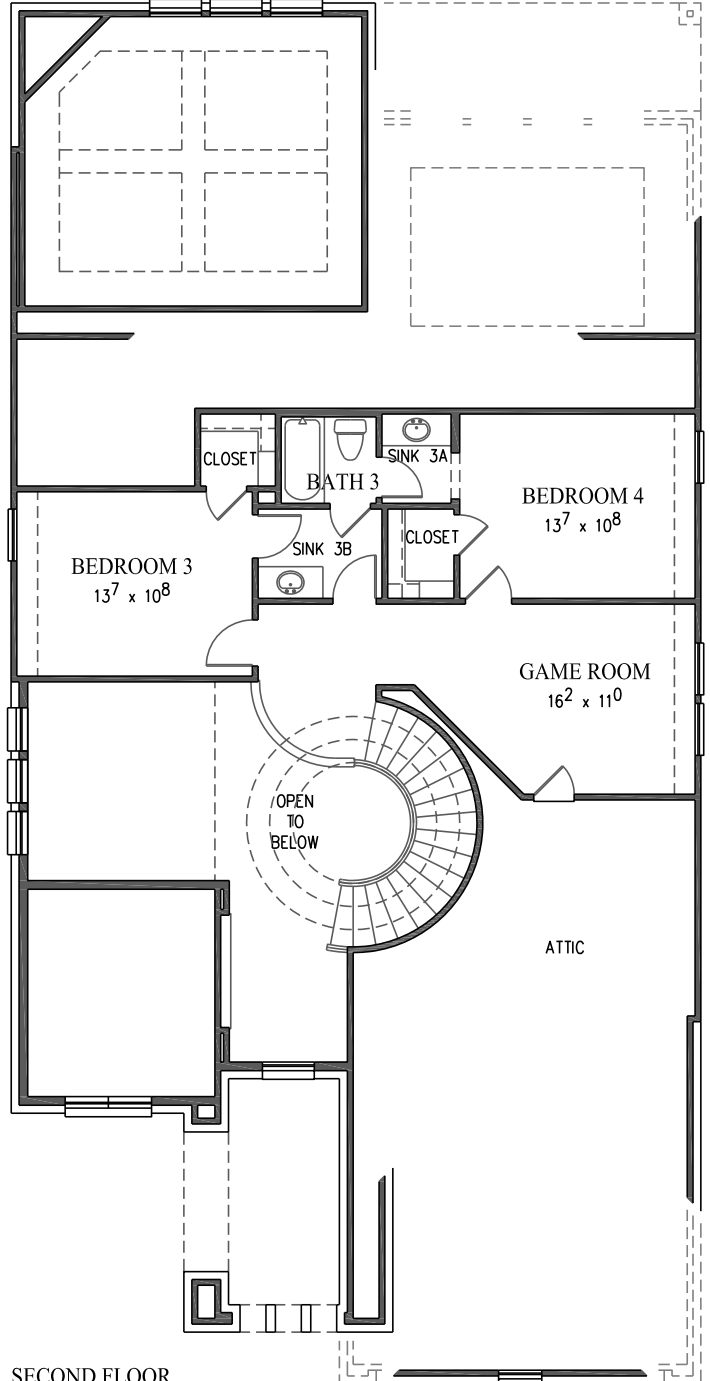 CLOSET
SINK 3A
BATH 3
BEDROOM 4
13⁷ x 10⁸
CLOSET
SINK 3B
BEDROOM 3
13⁷ x 10⁸
GAME ROOM
16² x 11⁰
OPEN
TO
BELOW
ATTIC
SECOND FLOOR